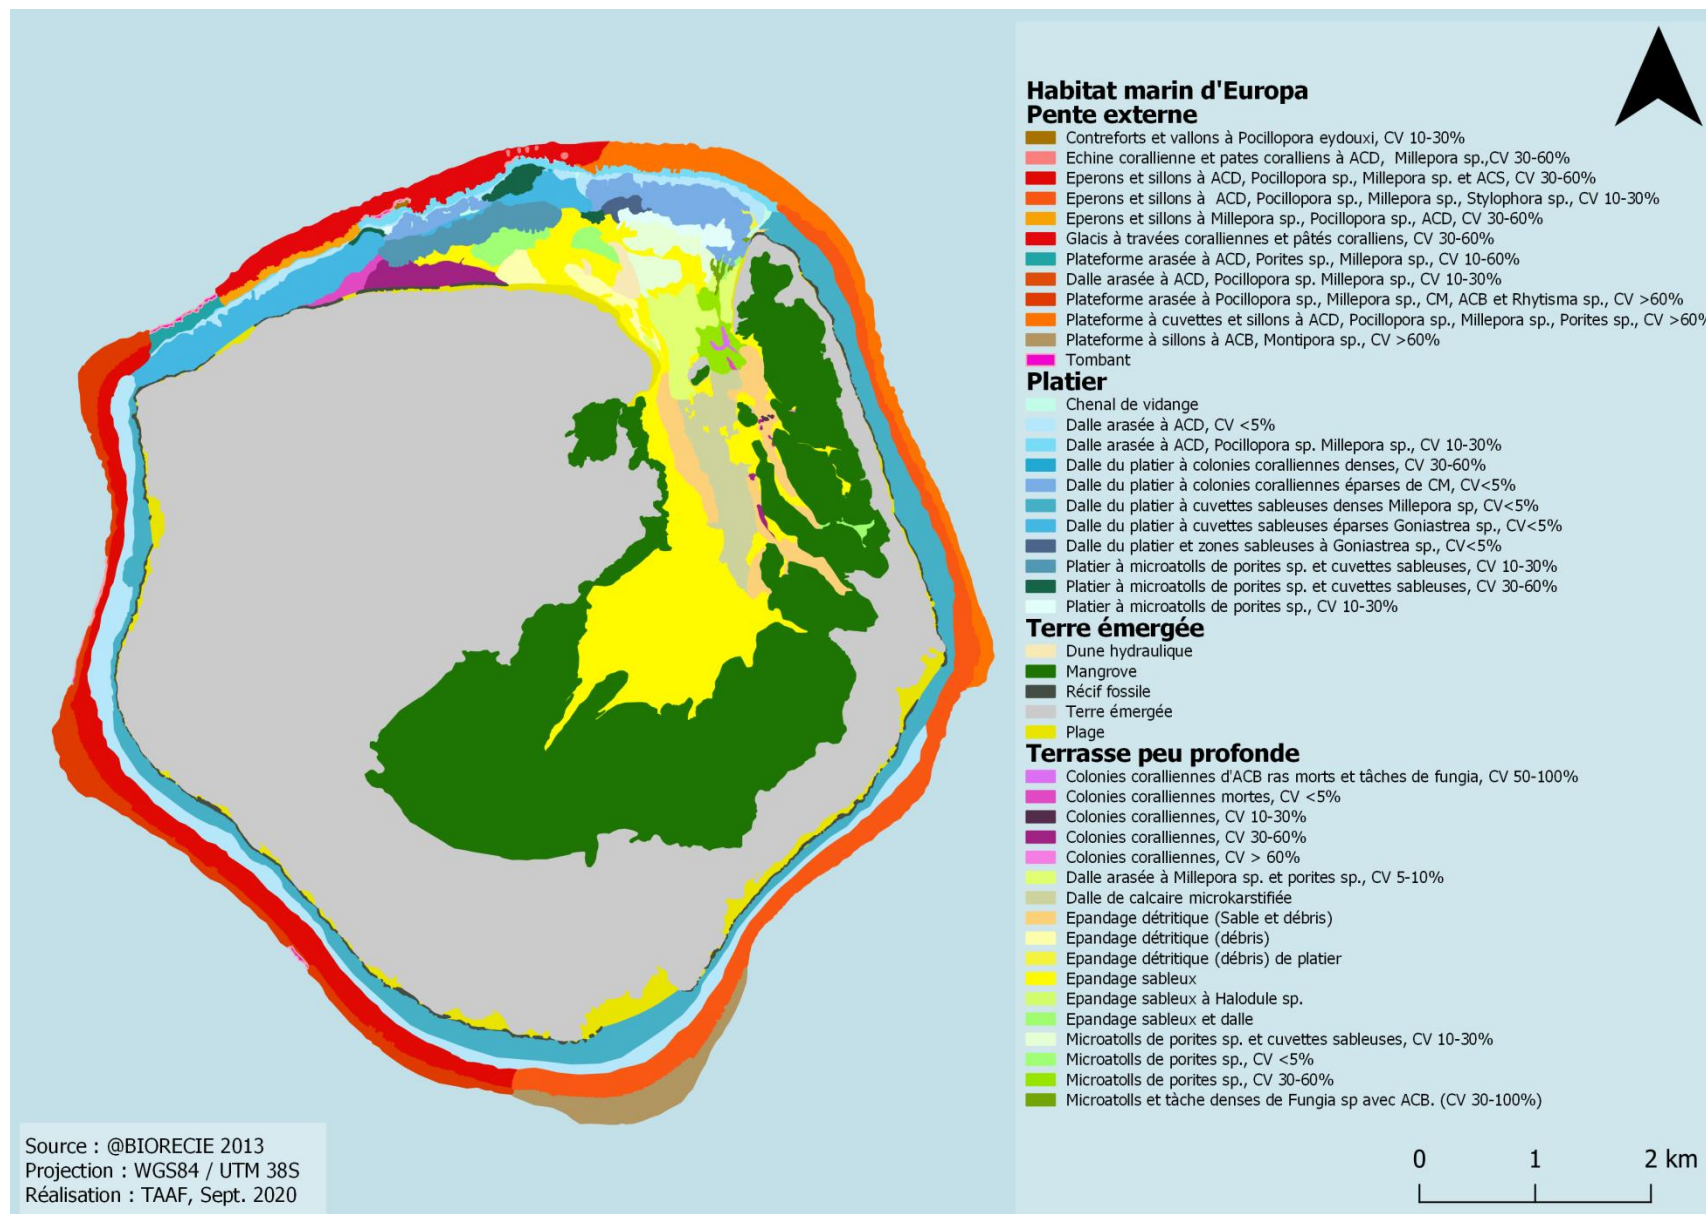 Habitat marin d'Europa
Pente externe
Contreforts et vallons à Pocillopora eydouxi, CV 10-30%
Echine corallienne et pates coralliens à ACD, Millepora sp.,CV 30-60%
Eperons et sillons à ACD, Pocillopora sp., Millepora sp. et ACS, CV 30-60%
Eperons et sillons à ACD, Pocillopora sp., Millepora sp., Stylophora sp., CV 10-30%
Eperons et sillons à Millepora sp., Pocillopora sp., ACD, CV 30-60%
Glacis à travées coralliennes et pâtés coralliens, CV 30-60%
Plateforme arasée à ACD, Porites sp., Millepora sp., CV 10-60%
Dalle arasée à ACD, Pocillopora sp. Millepora sp., CV 10-30%
Plateforme arasée à Pocillopora sp., Millepora sp., CM, ACB et Rhytisma sp., CV >60%
Plateforme à cuvettes et sillons à ACD, Pocillopora sp., Millepora sp., Porites sp., CV >60%
Plateforme à sillons à ACB, Montipora sp., CV >60%
Tombant
Platier
Chenal de vidange
Dalle arasée à ACD, CV <5%
Dalle arasée à ACD, Pocillopora sp. Millepora sp., CV 10-30%
Dalle du platier à colonies coralliennes denses, CV 30-60%
Dalle du platier à colonies coralliennes éparses de CM, CV<5%
Dalle du platier à cuvettes sableuses denses Millepora sp, CV<5%
Dalle du platier à cuvettes sableuses éparses Goniastrea sp., CV<5%
Dalle du platier et zones sableuses à Goniastrea sp., CV<5%
Platier à microatolls de porites sp. et cuvettes sableuses, CV 10-30%
Platier à microatolls de porites sp. et cuvettes sableuses, CV 30-60%
Platier à microatolls de porites sp., CV 10-30%
Terre émergée
Dune hydraulique
Mangrove
Récif fossile
Terre émergée
Plage
Terrasse peu profonde
Colonies coralliennes d'ACB ras morts et tâches de fungia, CV 50-100%
Colonies coralliennes mortes, CV <5%
Colonies coralliennes, CV 10-30%
Colonies coralliennes, CV 30-60%
Colonies coralliennes, CV > 60%
Dalle arasée à Millepora sp. et porites sp., CV 5-10%
Dalle de calcaire microkarstifiée
Epandage détritique (Sable et débris)
Epandage détritique (débris)
Epandage détritique (débris) de platier
Epandage sableux
Epandage sableux à Halodule sp.
Epandage sableux et dalle
Microatolls de porites sp. et cuvettes sableuses, CV 10-30%
Microatolls de porites sp., CV <5%
Microatolls de porites sp., CV 30-60%
Microatolls et tàche denses de Fungia sp avec ACB. (CV 30-100%)
Source : @BIORECIE 2013
Projection : WGS84 / UTM 38S
Réalisation : TAAF, Sept. 2020
0 1 2 km